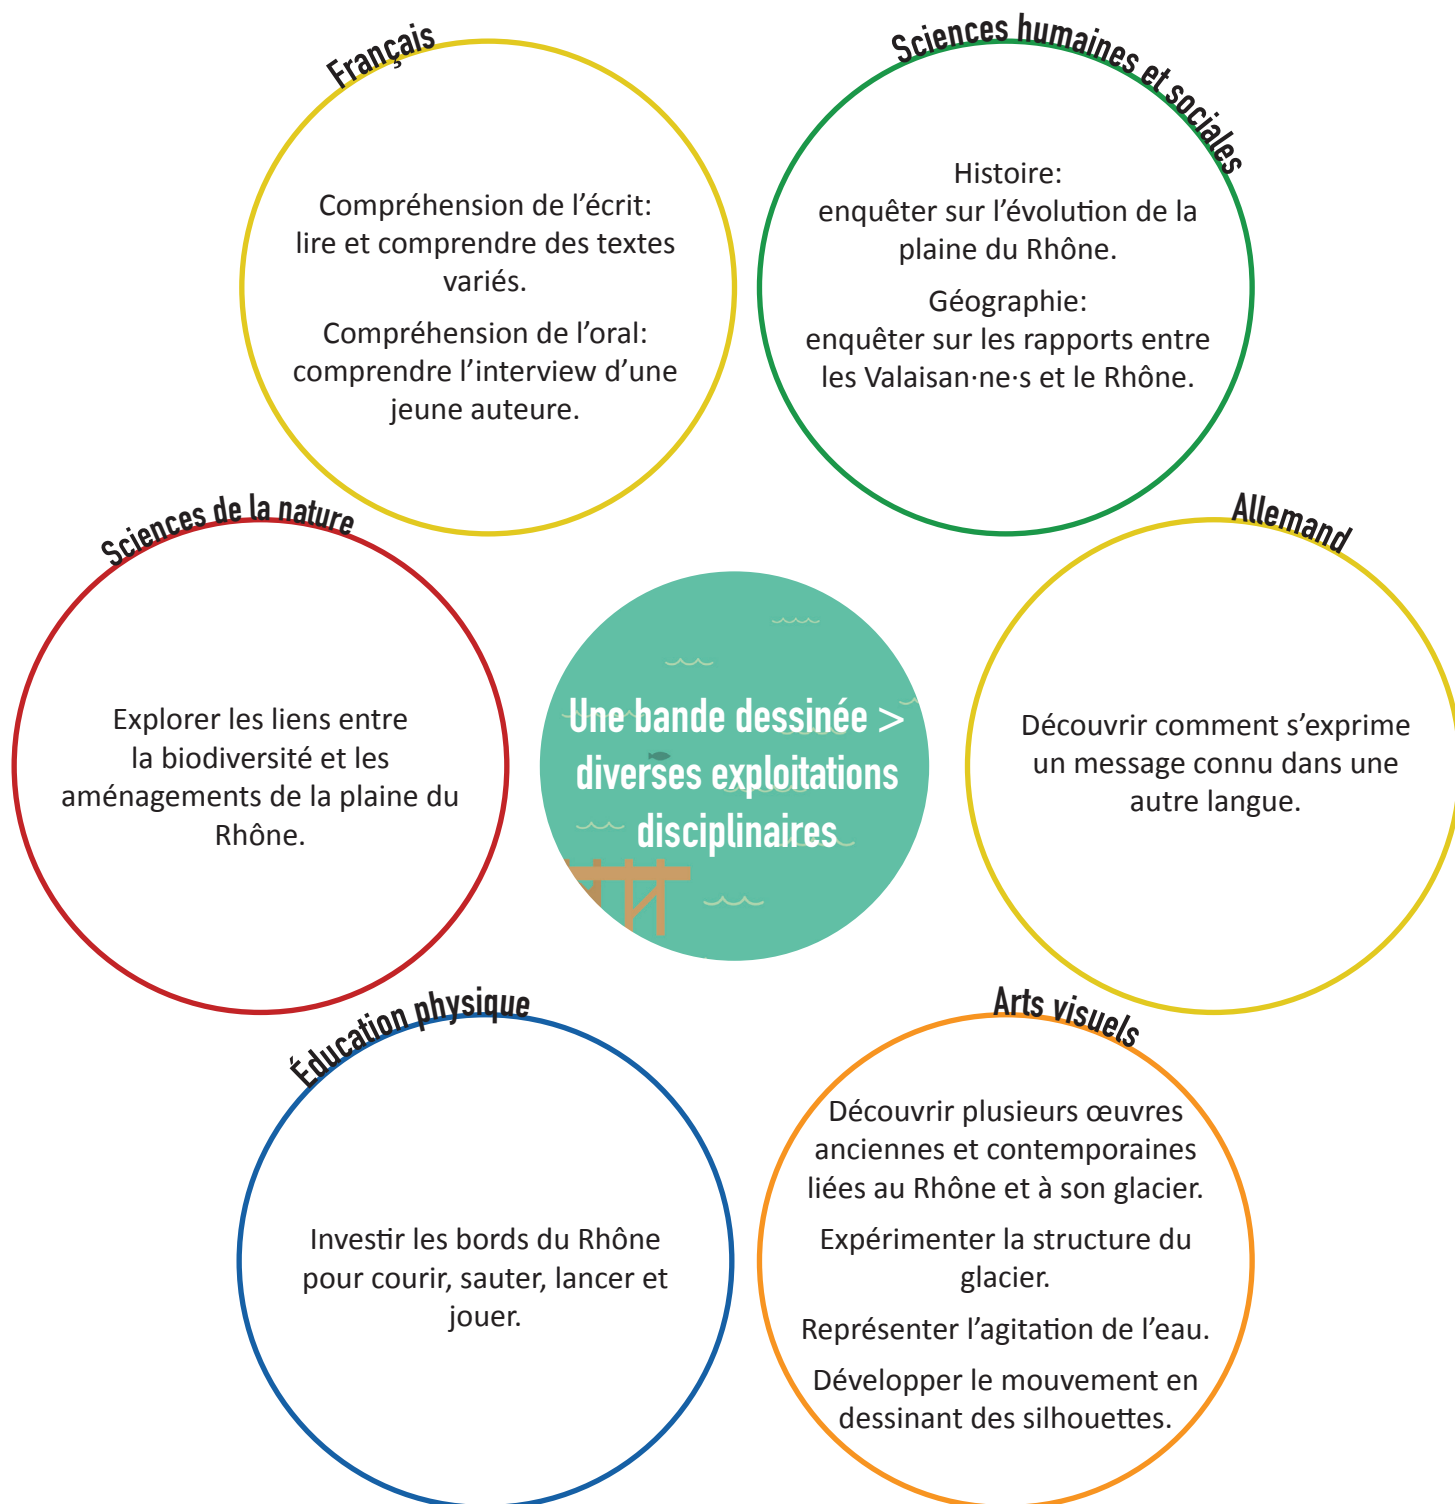 Français
Compréhension de l’écrit:
lire et comprendre des textes
variés.
Compréhension de l’oral:
comprendre l’interview d’une
jeune auteure.
Sciences humaines et sociales
Histoire:
enquêter sur l’évolution de la
plaine du Rhône.
Géographie:
enquêter sur les rapports entre
les Valaisan·ne·s et le Rhône.
Sciences de la nature
Explorer les liens entre
la biodiversité et les
aménagements de la plaine du
Rhône.
Une bande dessinée >
diverses exploitations
disciplinaires
Allemand
Découvrir comment s’exprime
un message connu dans une
autre langue.
Éducation physique
Investir les bords du Rhône
pour courir, sauter, lancer et
jouer.
Arts visuels
Découvrir plusieurs œuvres
anciennes et contemporaines
liées au Rhône et à son glacier.
Expérimenter la structure du
glacier.
Représenter l’agitation de l’eau.
Développer le mouvement en
dessinant des silhouettes.